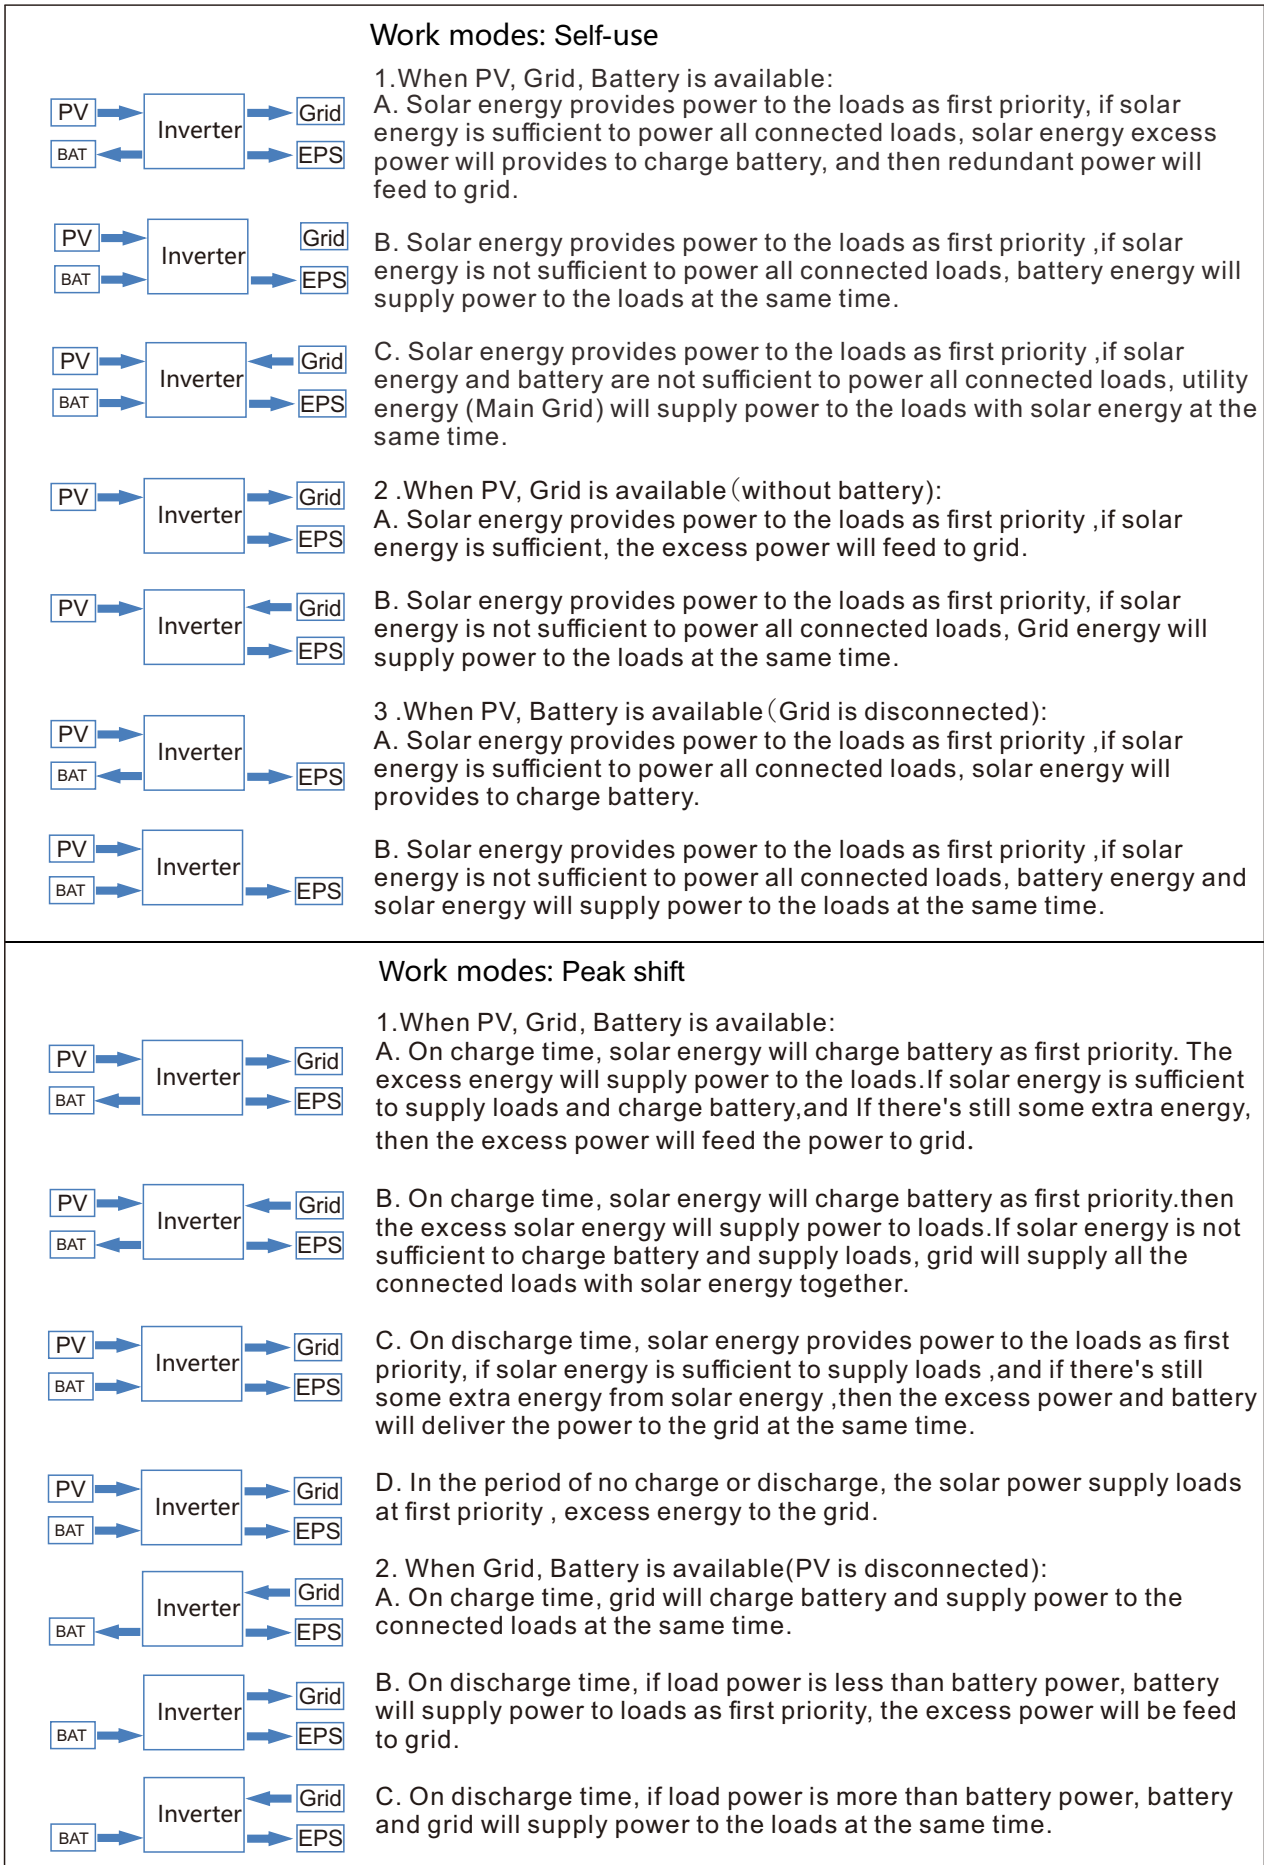 Work modes: Self-use
1.When PV, Grid, Battery is available:
PV
Inverter
Grid
BAT
EPS
A. Solar energy provides power to the loads as first priority, if solar
energy is sufficient to power all connected loads, solar energy excess
power will provides to charge battery, and then redundant power will
feed to grid.
PV
Inverter
Grid
BAT
EPS
B. Solar energy provides power to the loads as first priority ,if solar
energy is not sufficient to power all connected loads, battery energy will
supply power to the loads at the same time.
PV
Inverter
Grid
BAT
EPS
C. Solar energy provides power to the loads as first priority ,if solar
energy and battery are not sufficient to power all connected loads, utility
energy (Main Grid) will supply power to the loads with solar energy at the
same time.
PV
Inverter
Grid
EPS
2 .When PV, Grid is available（without battery):
A. Solar energy provides power to the loads as first priority ,if solar
energy is sufficient, the excess power will feed to grid.
PV
Inverter
Grid
EPS
B. Solar energy provides power to the loads as first priority, if solar
energy is not sufficient to power all connected loads, Grid energy will
supply power to the loads at the same time.
PV
Inverter
BAT
EPS
3 .When PV, Battery is available（Grid is disconnected):
A. Solar energy provides power to the loads as first priority ,if solar
energy is sufficient to power all connected loads, solar energy will
provides to charge battery.
PV
Inverter
BAT
EPS
B. Solar energy provides power to the loads as first priority ,if solar
energy is not sufficient to power all connected loads, battery energy and
solar energy will supply power to the loads at the same time.
Work modes: Peak shift
1.When PV, Grid, Battery is available:
PV
Inverter
Grid
BAT
EPS
A. On charge time, solar energy will charge battery as first priority. The
excess energy will supply power to the loads.If solar energy is sufficient
to supply loads and charge battery,and If there's still some extra energy,
then the excess power will feed the power to grid.
PV
Inverter
Grid
BAT
EPS
B. On charge time, solar energy will charge battery as first priority.then
the excess solar energy will supply power to loads.If solar energy is not
sufficient to charge battery and supply loads, grid will supply all the
connected loads with solar energy together.
PV
Inverter
Grid
BAT
EPS
C. On discharge time, solar energy provides power to the loads as first
priority, if solar energy is sufficient to supply loads ,and if there's still
some extra energy from solar energy ,then the excess power and battery
will deliver the power to the grid at the same time.
PV
Inverter
Grid
BAT
EPS
D. In the period of no charge or discharge, the solar power supply loads
at first priority , excess energy to the grid.
2. When Grid, Battery is available(PV is disconnected):
Inverter
Grid
BAT
EPS
A. On charge time, grid will charge battery and supply power to the
connected loads at the same time.
Inverter
Grid
BAT
EPS
B. On discharge time, if load power is less than battery power, battery
will supply power to loads as first priority, the excess power will be feed
to grid.
Inverter
Grid
BAT
EPS
C. On discharge time, if load power is more than battery power, battery
and grid will supply power to the loads at the same time.